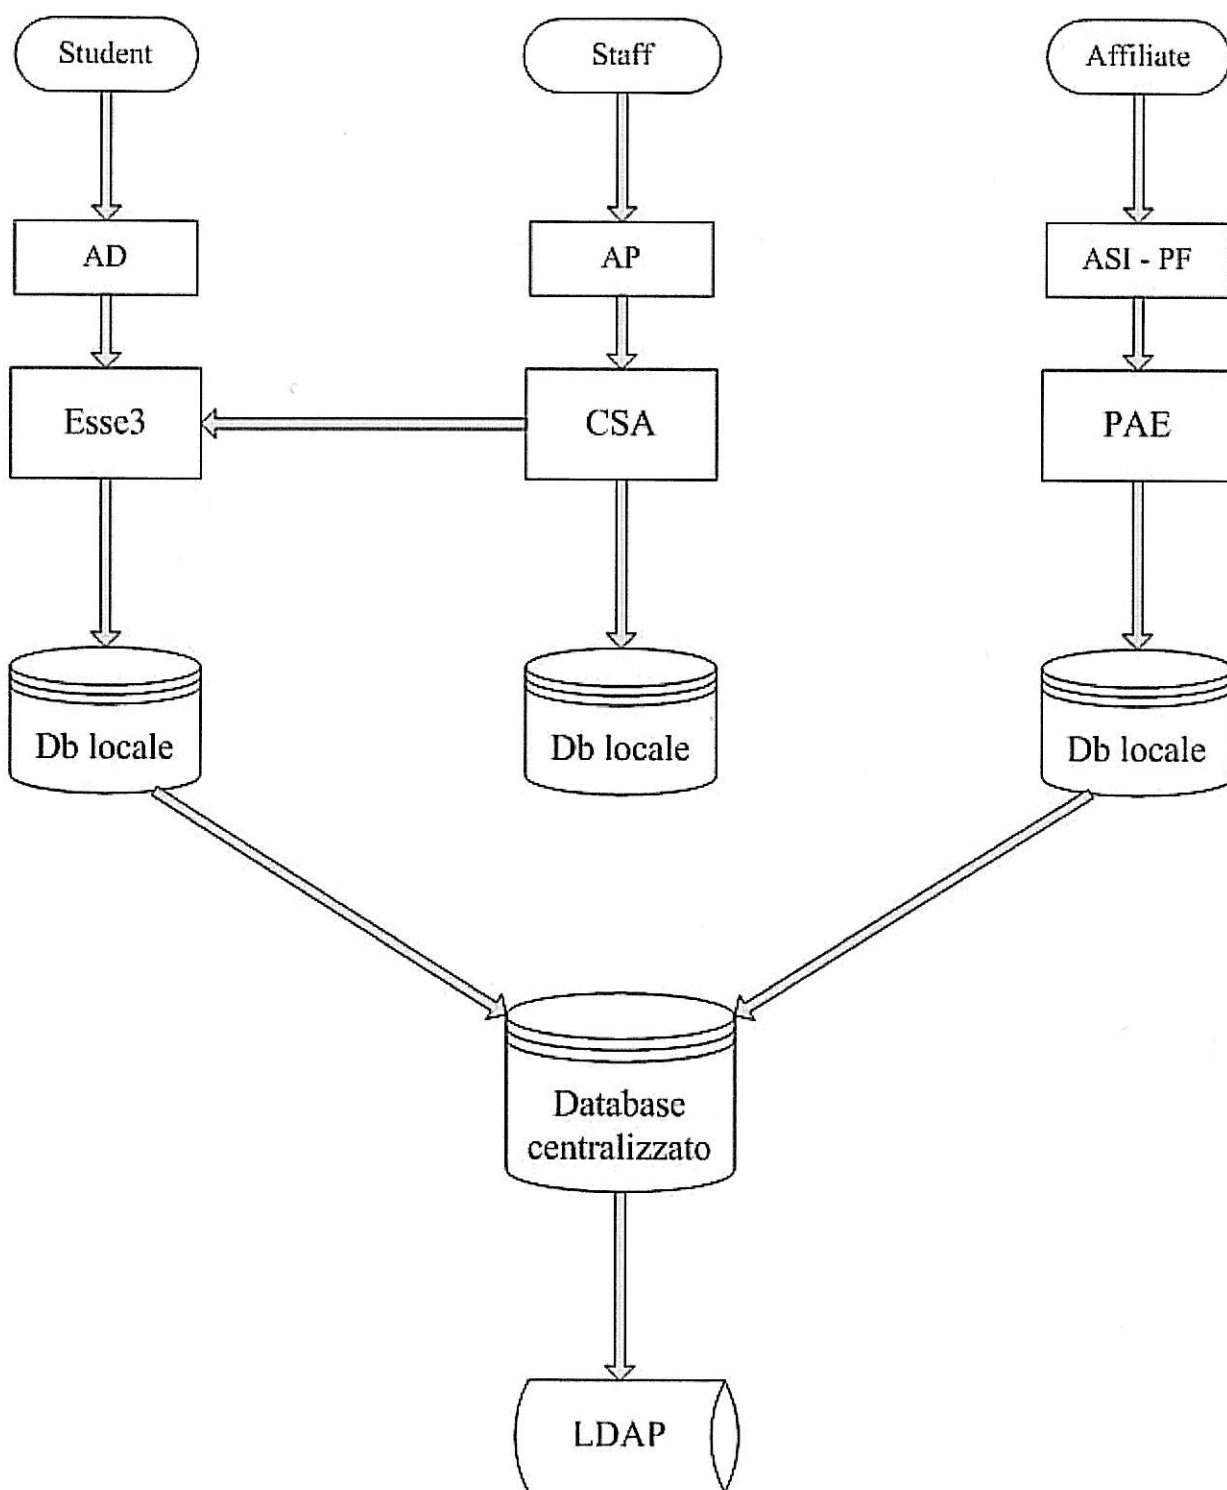 Student
Staff
Affiliate
AD
AP
ASI - PF
Esse3
CSA
PAE
Db locale
Db locale
Db locale
Database
centralizzato
LDAP